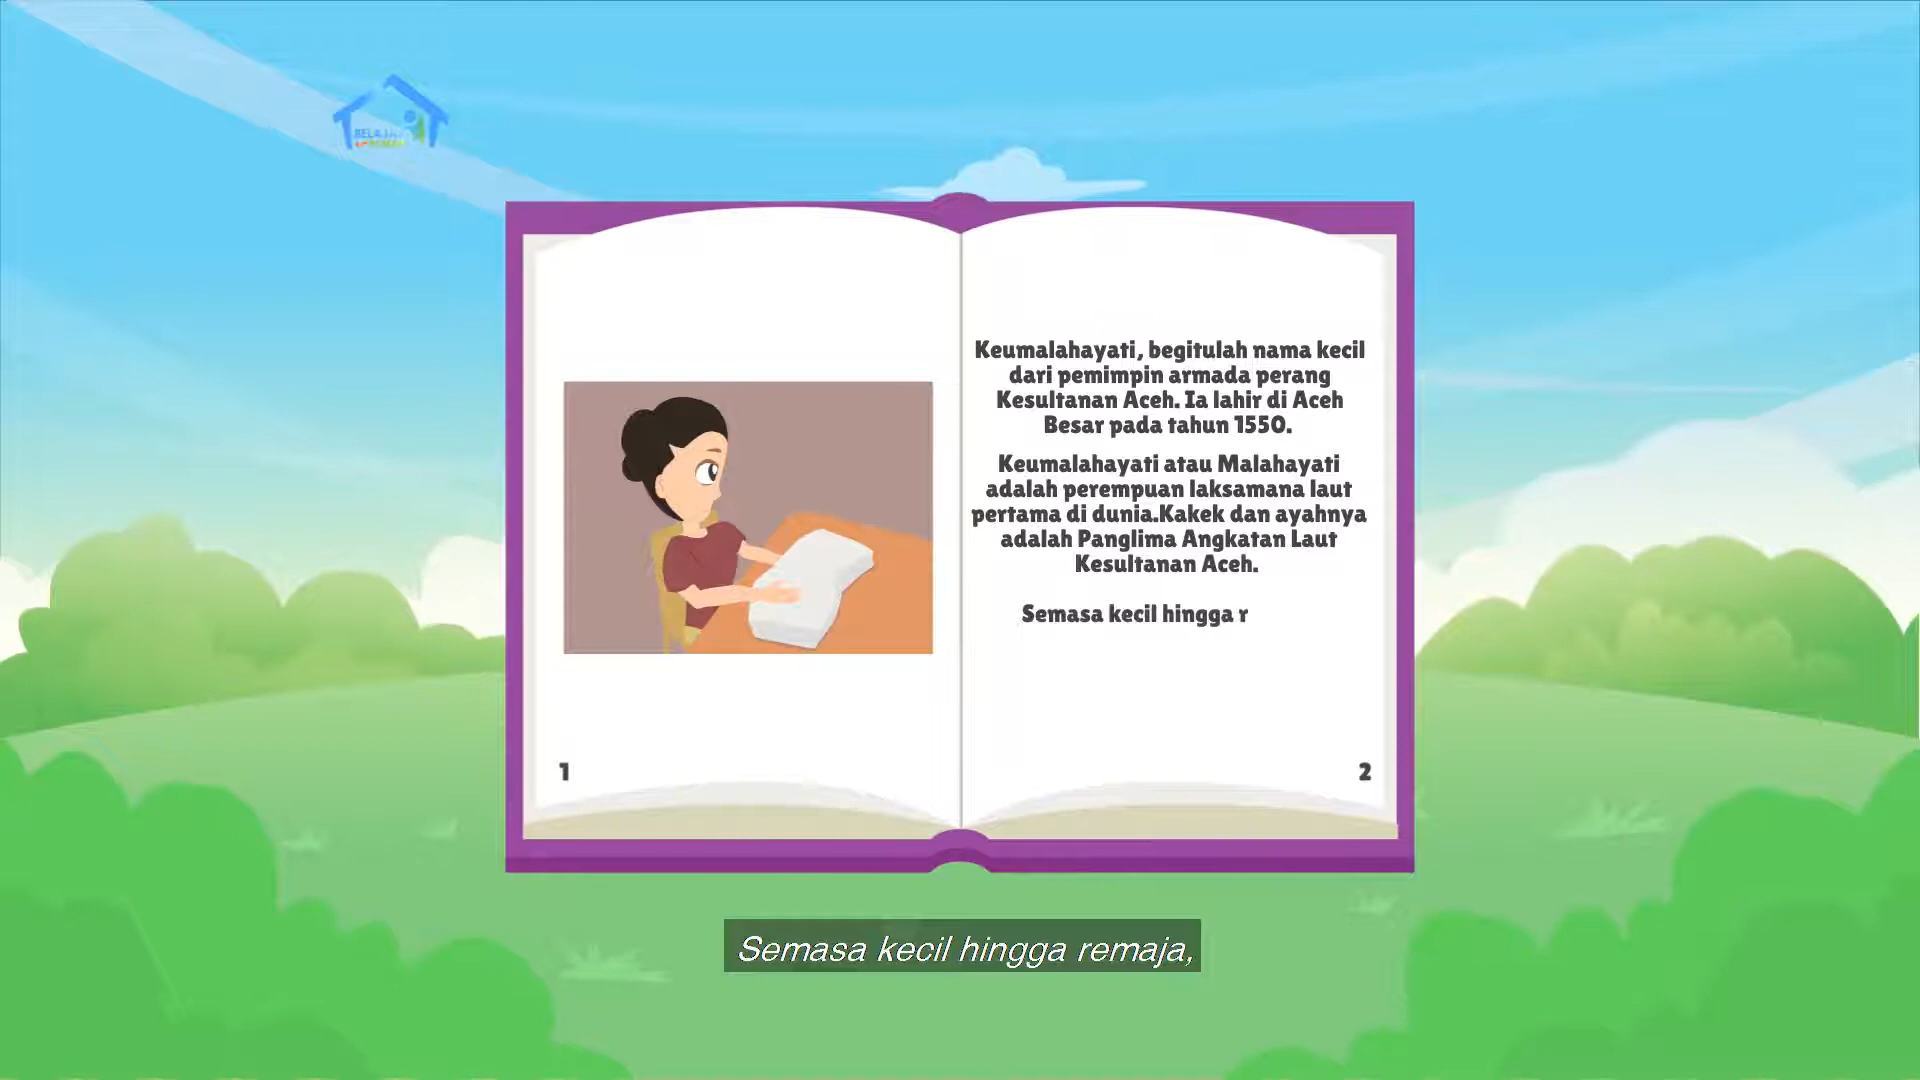 BELAJAR
Keumalahayati, begitulah nama kecil
dari pemimpin armada perang
Kesultanan Aceh. Ia lahir di Aceh
Besar pada tahun 1550.
Keumalahayati atau Malahayati
adalah perempuan laksamana laut
pertama di dunia.Kakek dan ayahnya
adalah Panglima Angkatan Laut
Kesultanan Aceh.
Semasa kecil hingga r
1
2
Semasa kecil hingga remaja,